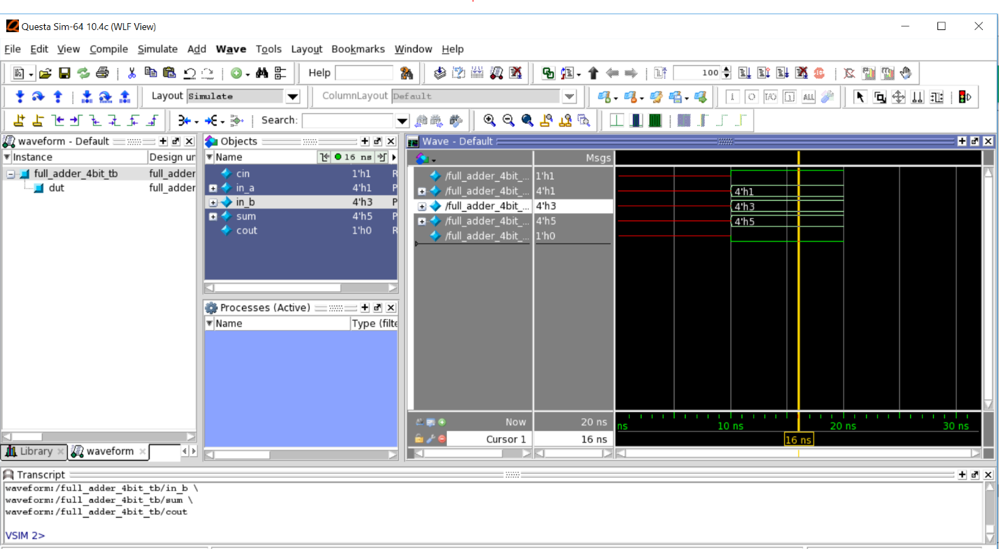 Questa Sim-64 10.4c (WLF View)
File Edit View Compile Simulate Add Wave Tools Layout Bookmarks Window Help
Help 100
Layout Simulate ColumnLayout Default ALL
Search:
waveform - Default
Instance Design un
full_adder_4bit_tb full_adder
dut full_adder
Library waveform
Objects
Name 16 ns
cin 1'h1 R
in_a 4'h1 P
in_b 4'h3 P
sum 4'h5 P
cout 1'h0 R
Processes (Active)
Name Type (filte
Wave - Default
Msgs
/full_adder_4bit_... 1'h1
/full_adder_4bit_... 4'h1 4'h1
/full_adder_4bit_... 4'h3 4'h3
/full_adder_4bit_... 4'h5 4'h5
/full_adder_4bit_... 1'h0
Now 20 ns ns 10 ns 20 ns 30 ns
Cursor 1 16 ns 16 ns
Transcript
waveform:/full_adder_4bit_tb/in_b \
waveform:/full_adder_4bit_tb/sum \
waveform:/full_adder_4bit_tb/cout
VSIM 2>